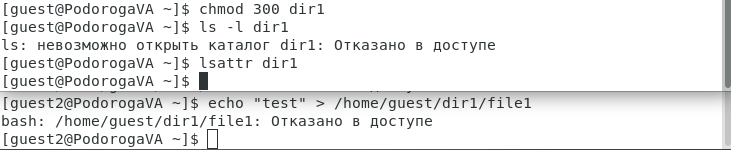 [guest@PodorogaVA ~]$ chmod 300 dir1
[guest@PodorogaVA ~]$ ls -l dir1
ls: невозможно открыть каталог dir1: Отказано в доступе
[guest@PodorogaVA ~]$ lsattr dir1
[guest@PodorogaVA ~]$
[guest2@PodorogaVA ~]$ echo "test" > /home/guest/dir1/file1
bash: /home/guest/dir1/file1: Отказано в доступе
[guest2@PodorogaVA ~]$